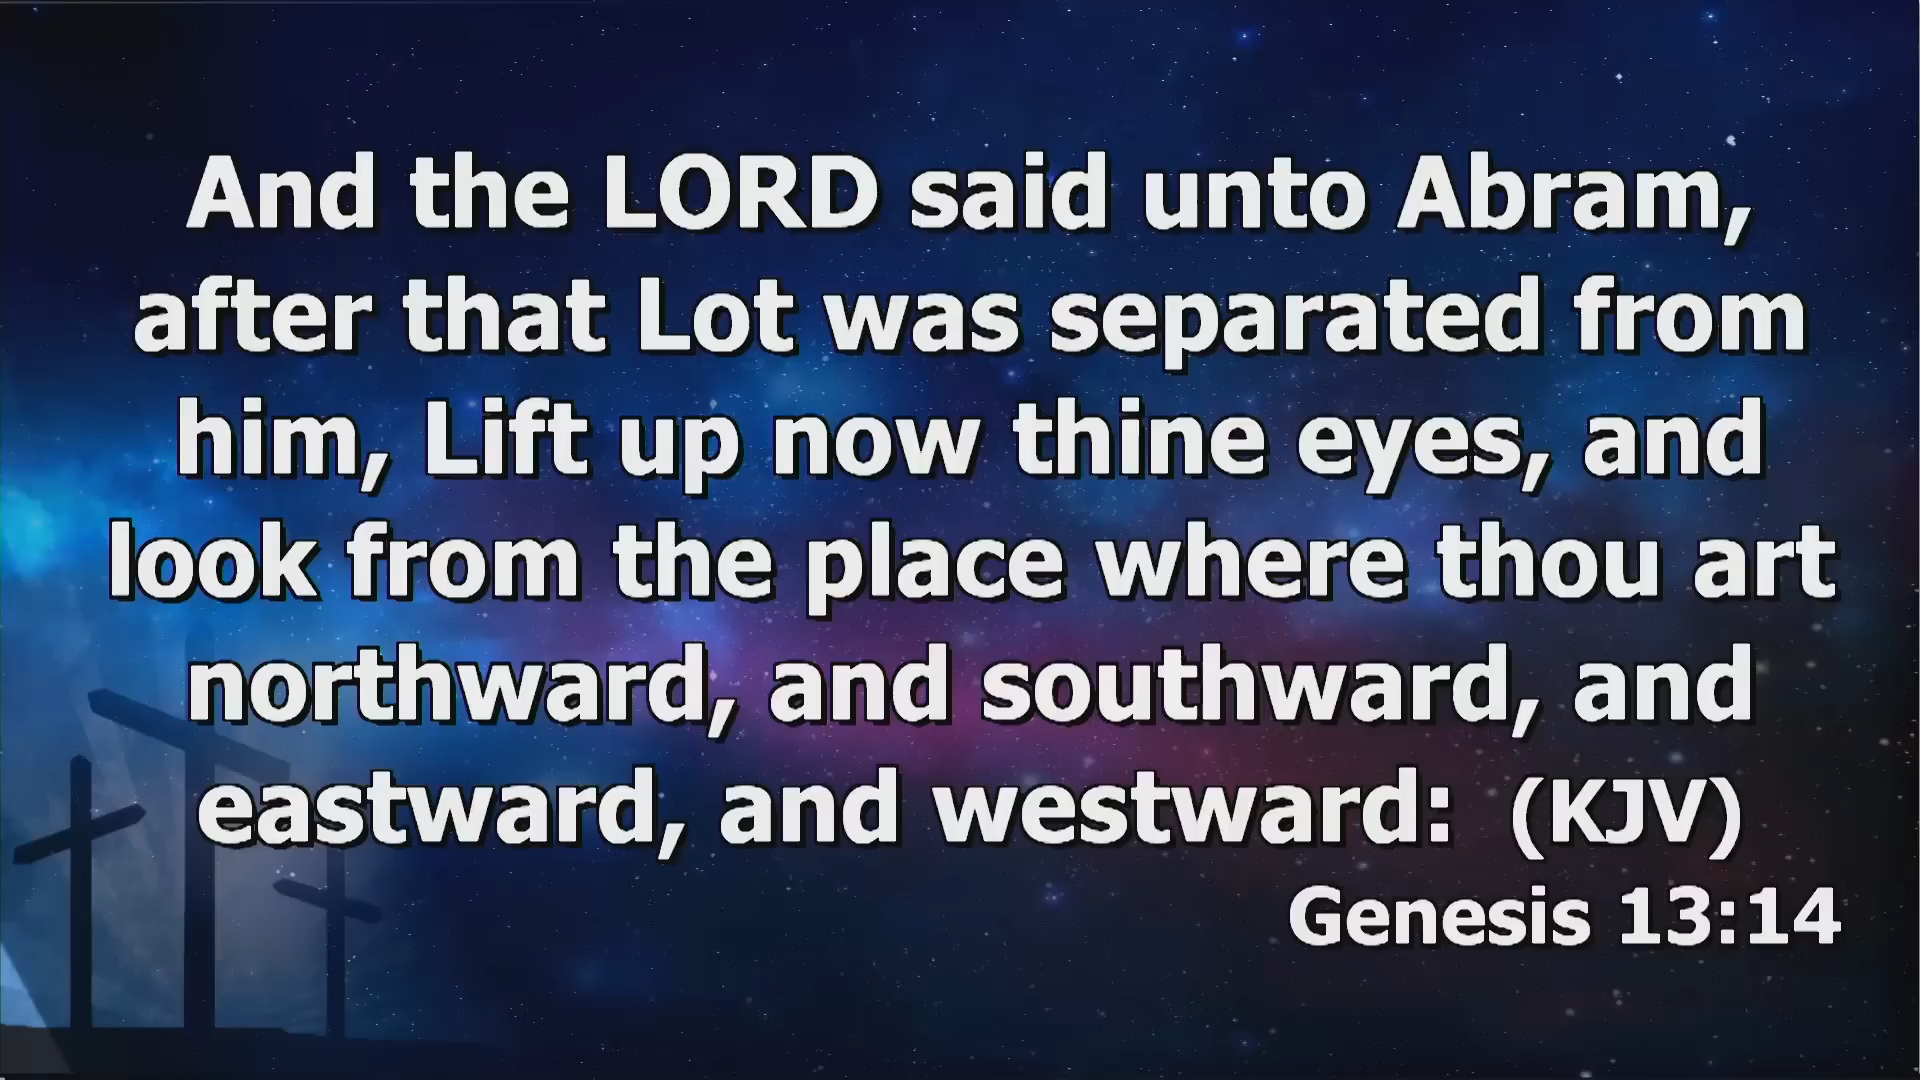 And the LORD said unto Abram,
after that Lot was separated from
him, Lift up now thine eyes, and
look from the place where thou art
northward, and southward, and
eastward, and westward:  (KJV)
Genesis 13:14